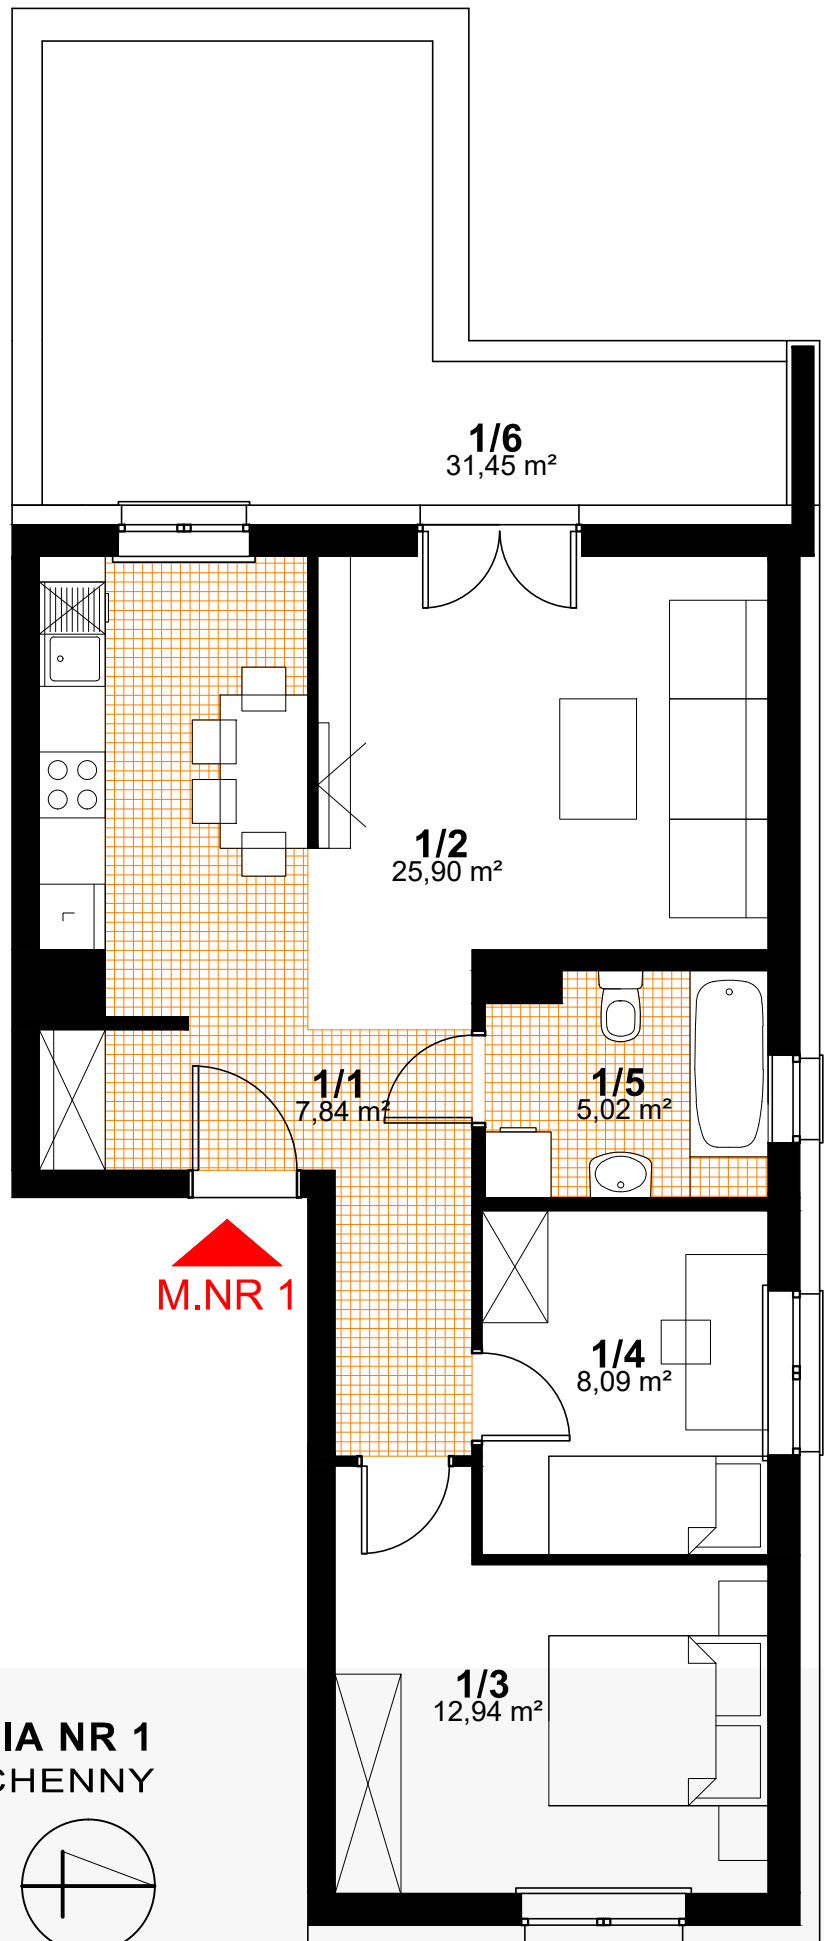 1/6
31,45 m²
1/2
25,90 m²
L
1/1
7,84 m²
1/5
5,02 m²
M.NR 1
1/4
8,09 m²
1/3
12,94 m²
IA NR 1
CHENNY